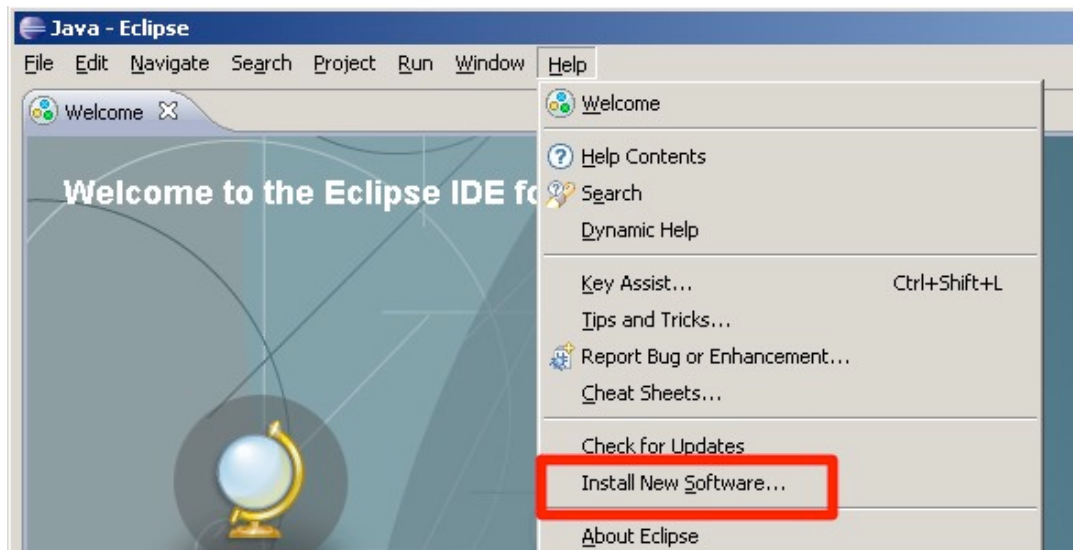 Java - Eclipse
File Edit Navigate Search Project Run Window Help
Welcome
Welcome to the Eclipse IDE
Welcome
Help Contents
Search
Dynamic Help
Key Assist... Ctrl+Shift+L
Tips and Tricks...
Report Bug or Enhancement...
Cheat Sheets...
Check for Updates
Install New Software...
About Eclipse